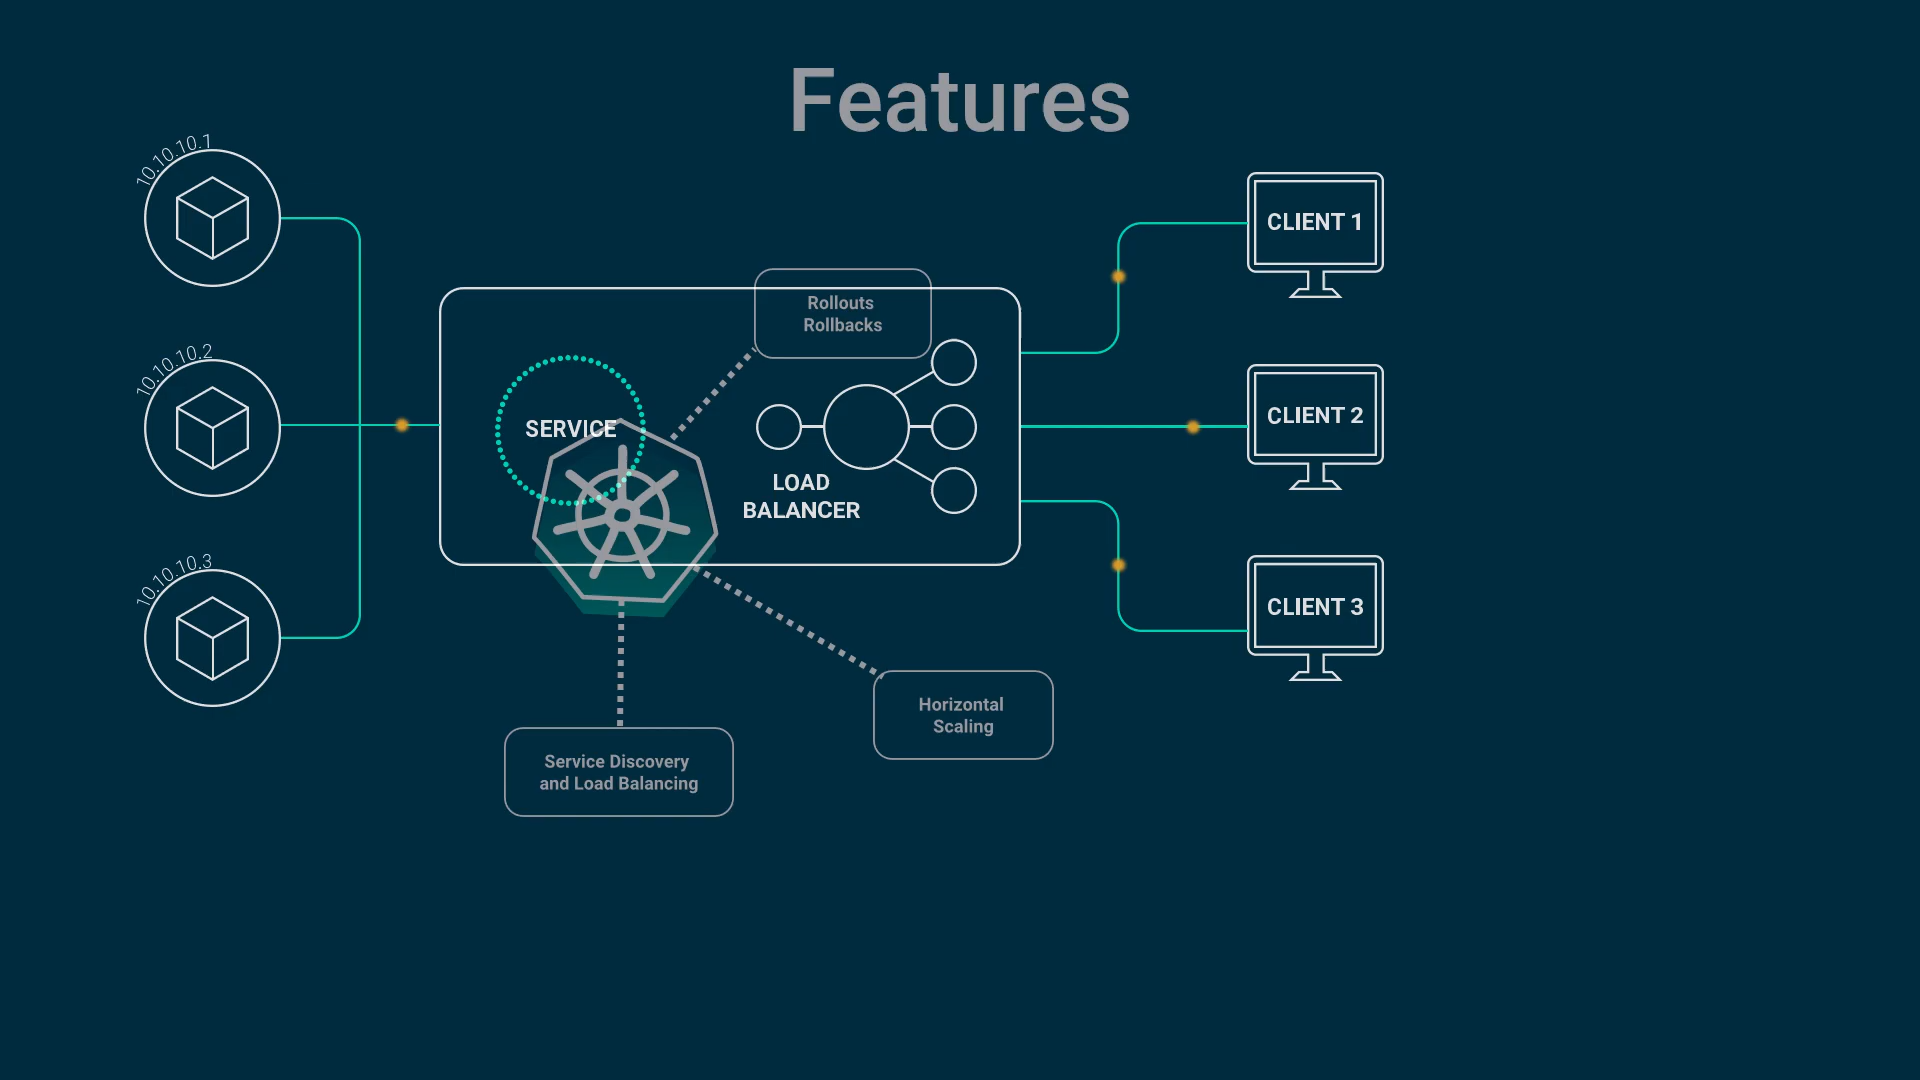 Features
10.10.10.1
10.10.10.2
10.10.10.3
SERVICE
LOAD
BALANCER
Rollouts
Rollbacks
Horizontal
Scaling
Service Discovery
and Load Balancing
CLIENT 1
CLIENT 2
CLIENT 3